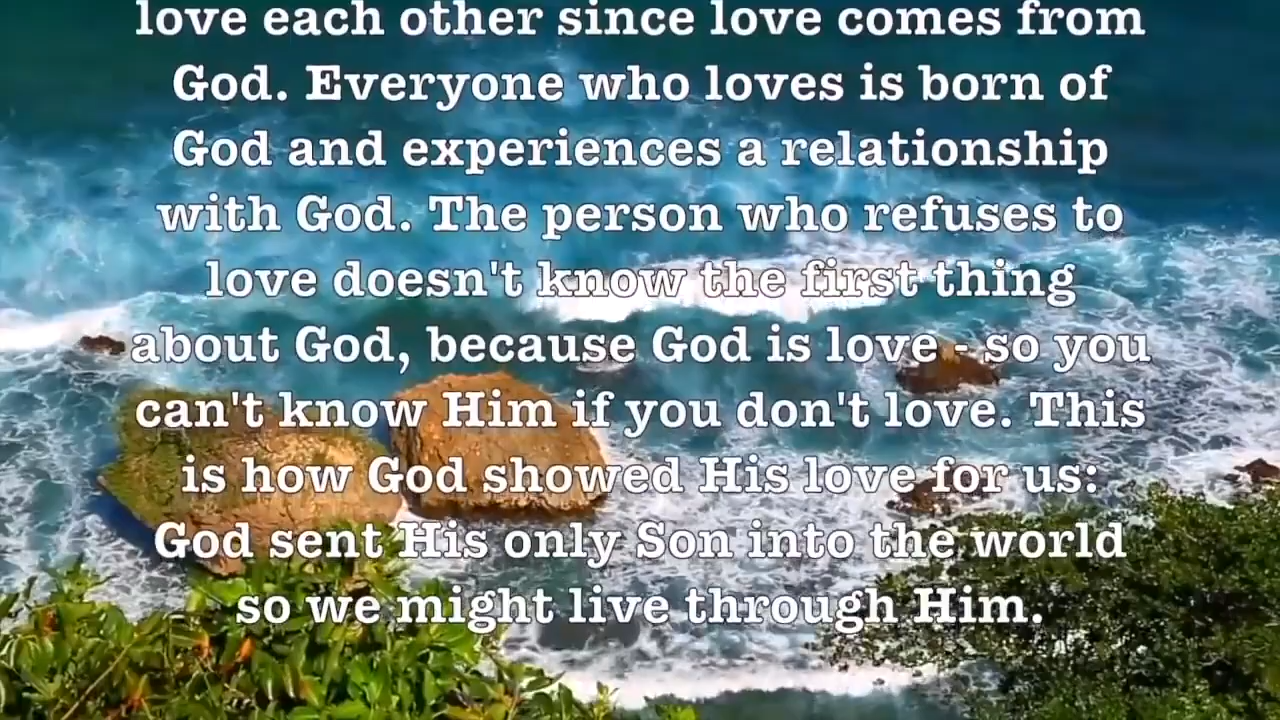 love each other since love comes from
God. Everyone who loves is born of
God and experiences a relationship
with God. The person who refuses to
love doesn't know the first thing
about God, because God is love - so you
can't know Him if you don't love. This
is how God showed His love for us:
God sent His only Son into the world
so we might live through Him.